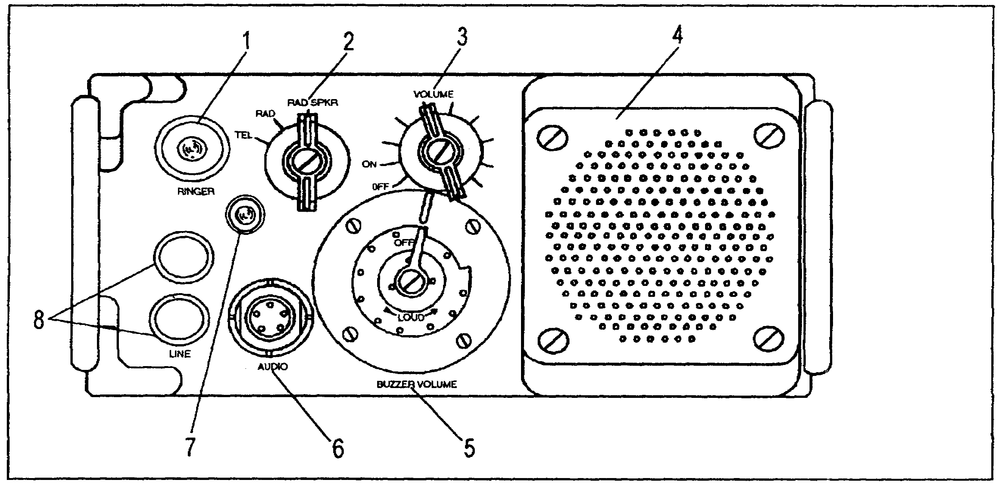 1 2 3 4
VOLUME
RAD SPKR
RAD
TEL
ON
OFF
RINGER
OFF
LOUD
8
LINE
AUDIO
BUZZER VOLUME
7 6 5